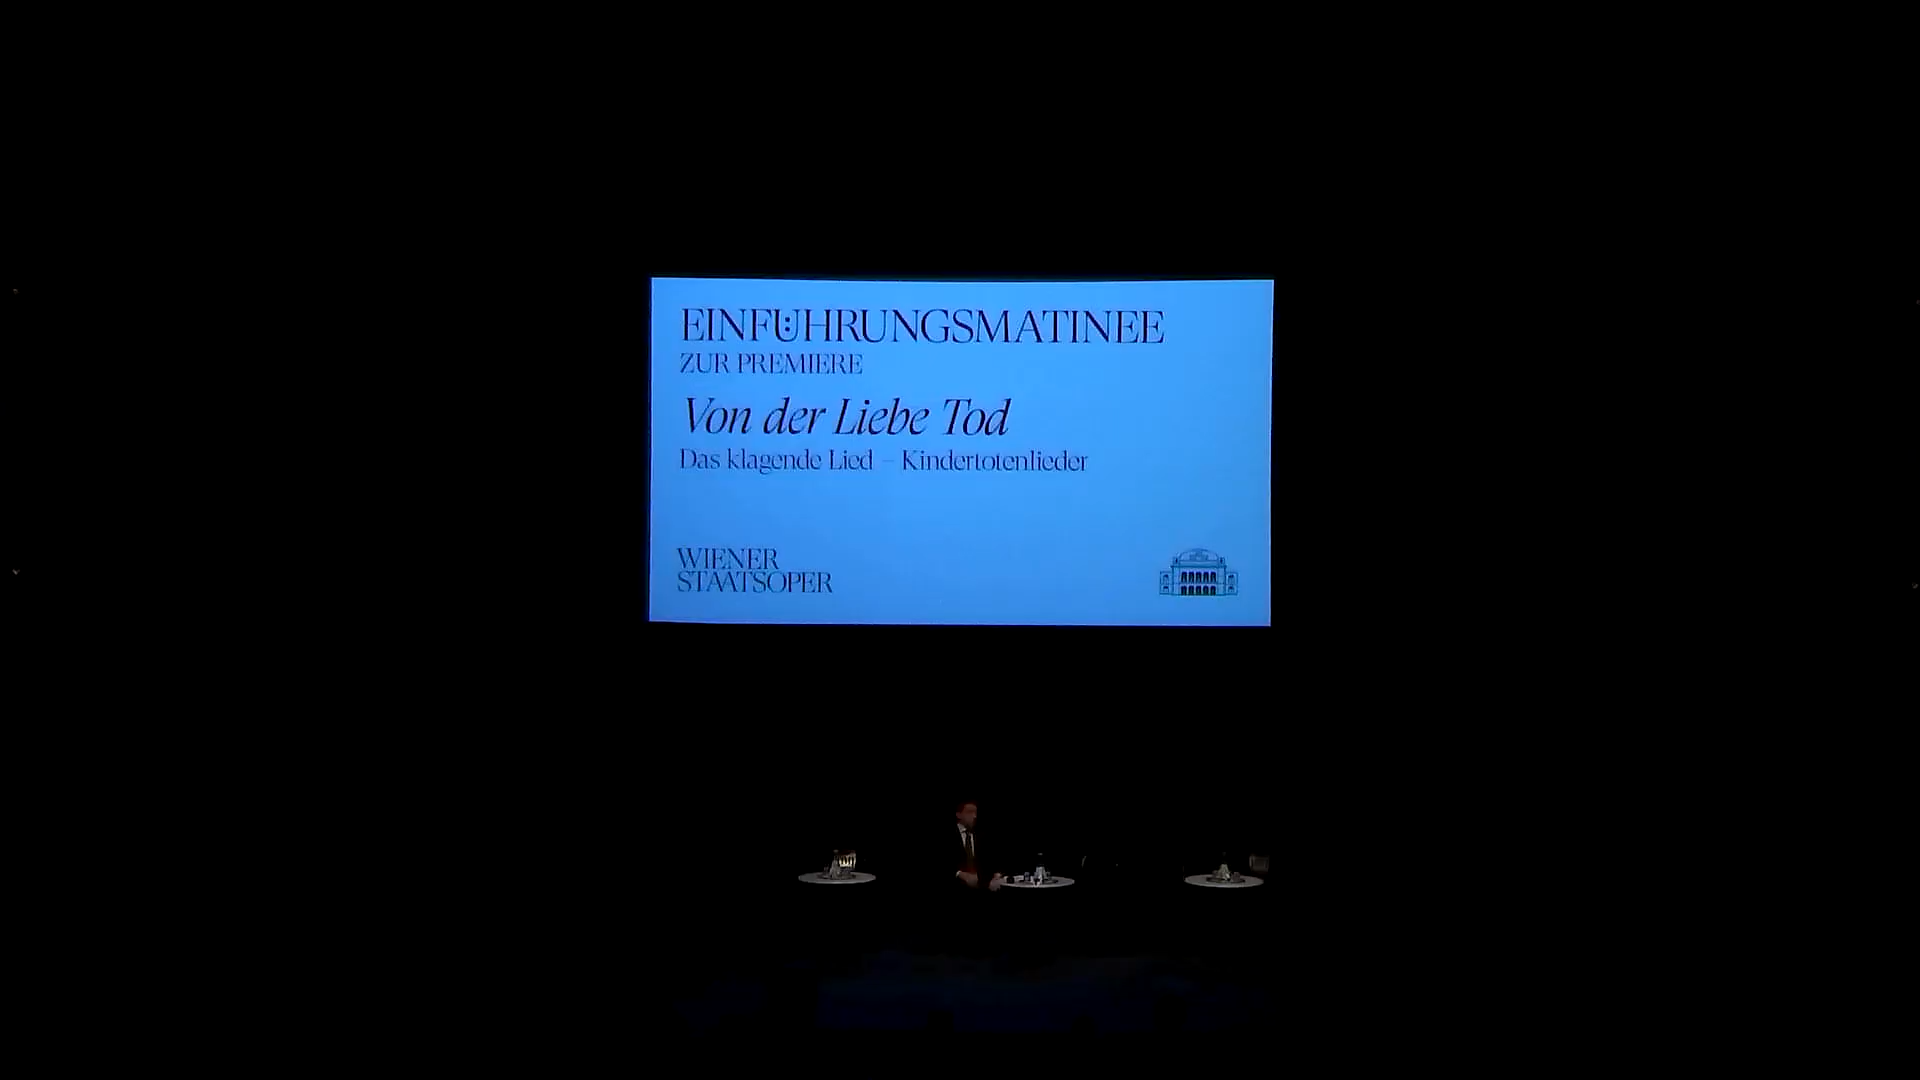 EINFÜHRUNGSMATINEE
ZUR PREMIERE
Von der Liebe Tod
Das klagende Lied – Kindertotenlieder
WIENER
STAATSOPER